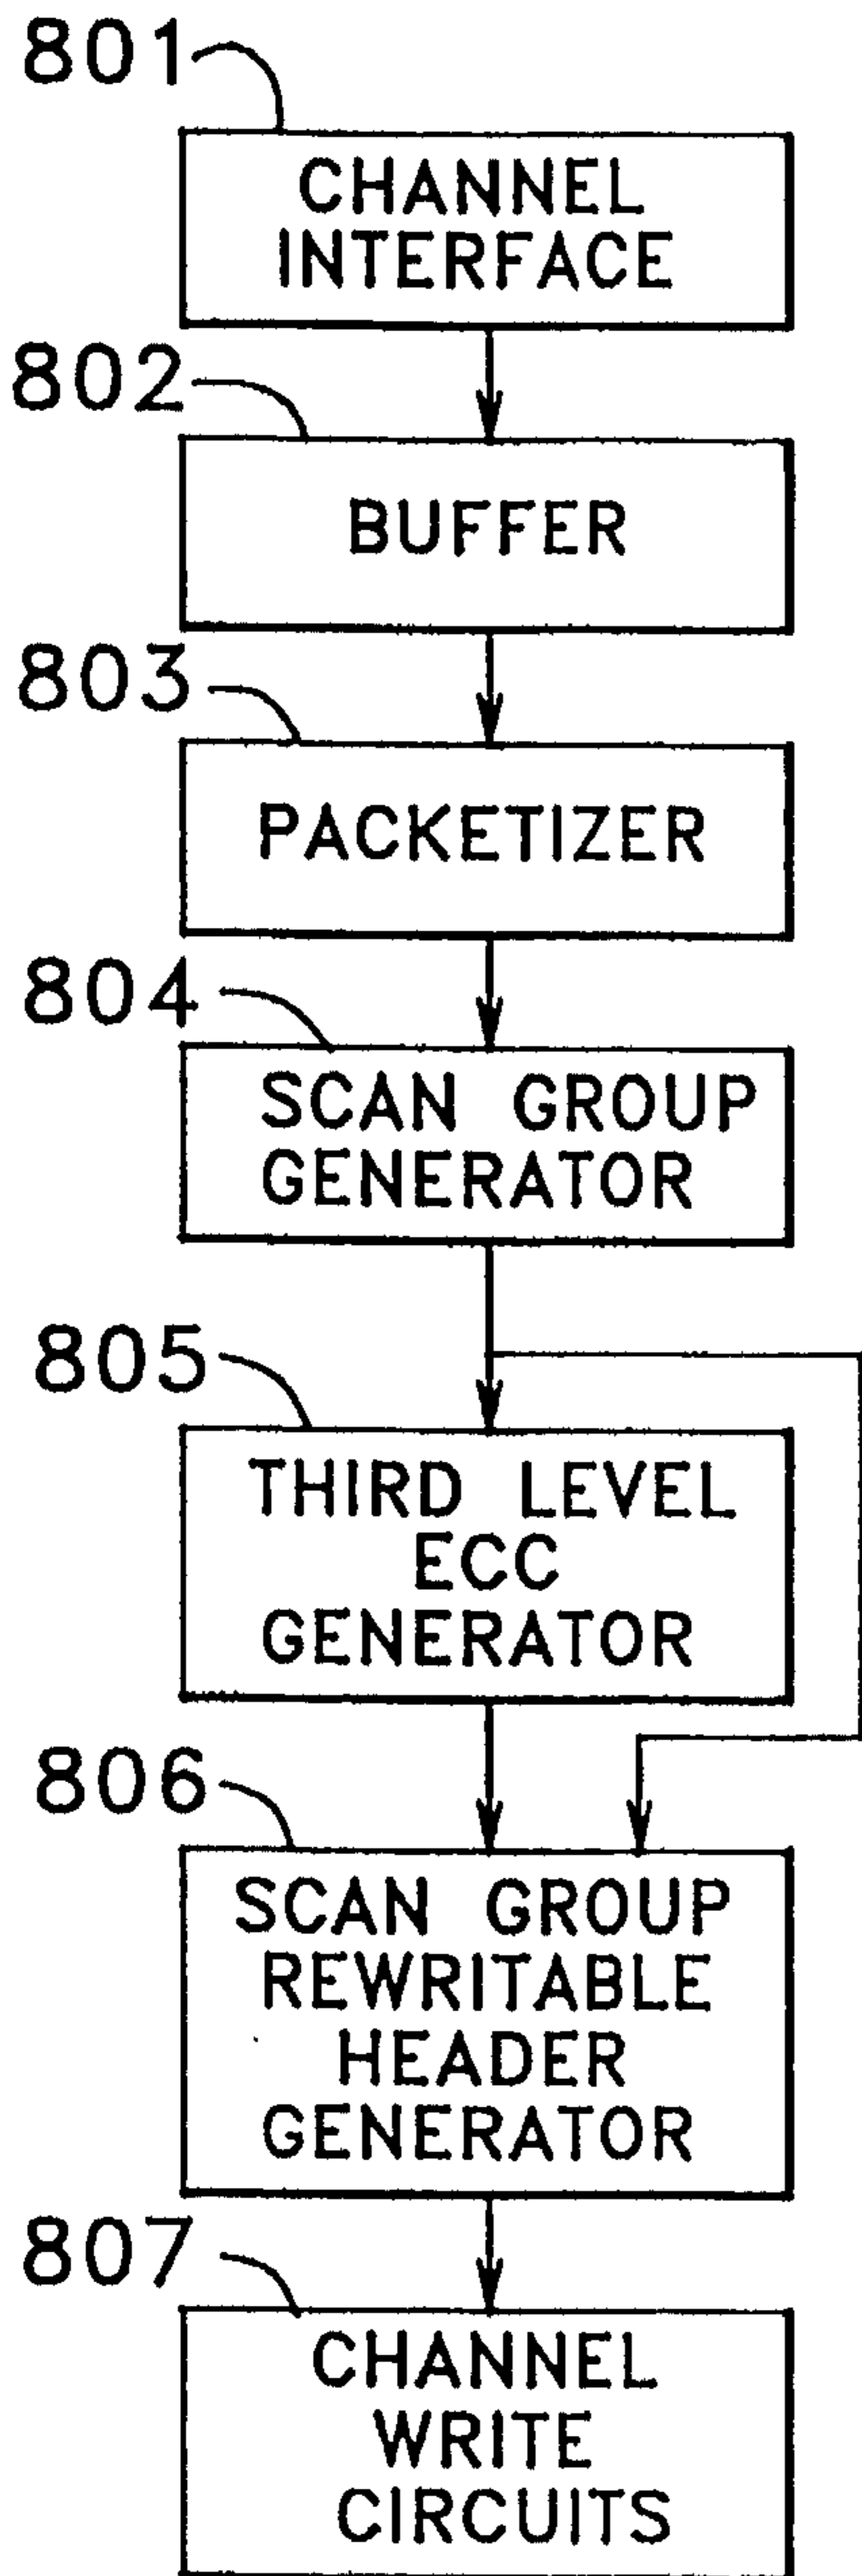 801
CHANNEL
INTERFACE
802
BUFFER
803
PACKETIZER
804
SCAN GROUP
GENERATOR
805
THIRD LEVEL
ECC
GENERATOR
806
SCAN GROUP
REWRITABLE
HEADER
GENERATOR
807
CHANNEL
WRITE
CIRCUITS